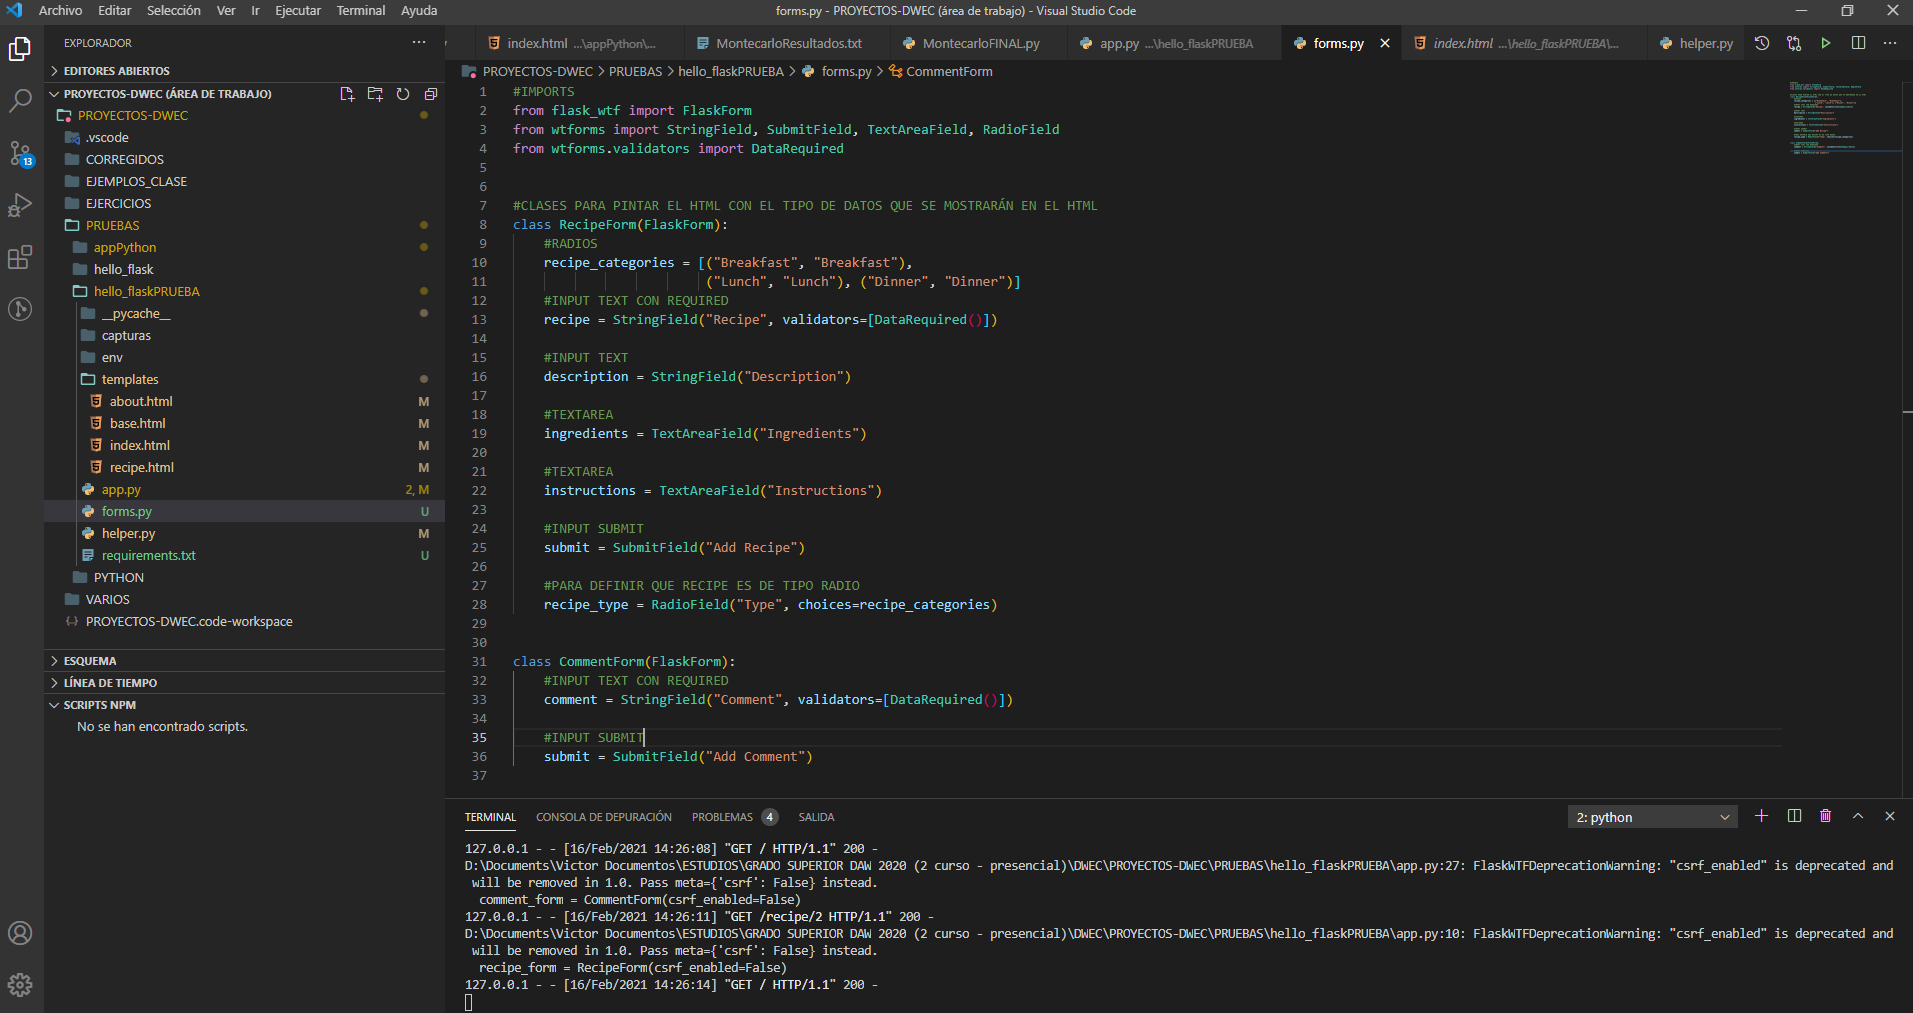 Archivo Editar Selección Ver Ir Ejecutar Terminal Ayuda
forms.py - PROYECTOS-DWEC (área de trabajo) - Visual Studio Code
EXPLORADOR
EDITORES ABIERTOS
PROYECTOS-DWEC (ÁREA DE TRABAJO)
PROYECTOS-DWEC
.vscode
CORREGIDOS
EJEMPLOS_CLASE
EJERCICIOS
PRUEBAS
appPython
hello_flask
hello_flaskPRUEBA
__pycache__
capturas
env
templates
about.html M
base.html M
index.html M
recipe.html M
app.py 2, M
forms.py U
helper.py M
requirements.txt U
PYTHON
VARIOS
PROYECTOS-DWEC.code-workspace
ESQUEMA
LÍNEA DE TIEMPO
SCRIPTS NPM
No se han encontrado scripts.
13
index.html ...\appPython\... MontecarloResultados.txt MontecarloFINAL.py app.py ...\hello_flaskPRUEBA forms.py index.html ...\hello_flaskPRUEBA\... helper.py
PROYECTOS-DWEC > PRUEBAS > hello_flaskPRUEBA > forms.py > CommentForm
1 #IMPORTS
2 from flask_wtf import FlaskForm
3 from wtforms import StringField, SubmitField, TextAreaField, RadioField
4 from wtforms.validators import DataRequired
5
6
7 #CLASES PARA PINTAR EL HTML CON EL TIPO DE DATOS QUE SE MOSTRARÁN EN EL HTML
8 class RecipeForm(FlaskForm):
9 #RADIOS
10 recipe_categories = [("Breakfast", "Breakfast"),
11 ("Lunch", "Lunch"), ("Dinner", "Dinner")]
12 #INPUT TEXT CON REQUIRED
13 recipe = StringField("Recipe", validators=[DataRequired()])
14
15 #INPUT TEXT
16 description = StringField("Description")
17
18 #TEXTAREA
19 ingredients = TextAreaField("Ingredients")
20
21 #TEXTAREA
22 instructions = TextAreaField("Instructions")
23
24 #INPUT SUBMIT
25 submit = SubmitField("Add Recipe")
26
27 #PARA DEFINIR QUE RECIPE ES DE TIPO RADIO
28 recipe_type = RadioField("Type", choices=recipe_categories)
29
30
31 class CommentForm(FlaskForm):
32 #INPUT TEXT CON REQUIRED
33 comment = StringField("Comment", validators=[DataRequired()])
34
35 #INPUT SUBMIT
36 submit = SubmitField("Add Comment")
37
TERMINAL CONSOLA DE DEPURACIÓN PROBLEMAS 4 SALIDA
2: python
127.0.0.1 - - [16/Feb/2021 14:26:08] "GET / HTTP/1.1" 200 -
D:\Documents\Victor Documentos\ESTUDIOS\GRADO SUPERIOR DAW 2020 (2 curso - presencial)\DWEC\PROYECTOS-DWEC\PRUEBAS\hello_flaskPRUEBA\app.py:27: FlaskWTFDeprecationWarning: "csrf_enabled" is deprecated and
will be removed in 1.0. Pass meta={'csrf': False} instead.
comment_form = CommentForm(csrf_enabled=False)
127.0.0.1 - - [16/Feb/2021 14:26:11] "GET /recipe/2 HTTP/1.1" 200 -
D:\Documents\Victor Documentos\ESTUDIOS\GRADO SUPERIOR DAW 2020 (2 curso - presencial)\DWEC\PROYECTOS-DWEC\PRUEBAS\hello_flaskPRUEBA\app.py:10: FlaskWTFDeprecationWarning: "csrf_enabled" is deprecated and
will be removed in 1.0. Pass meta={'csrf': False} instead.
recipe_form = RecipeForm(csrf_enabled=False)
127.0.0.1 - - [16/Feb/2021 14:26:14] "GET / HTTP/1.1" 200 -